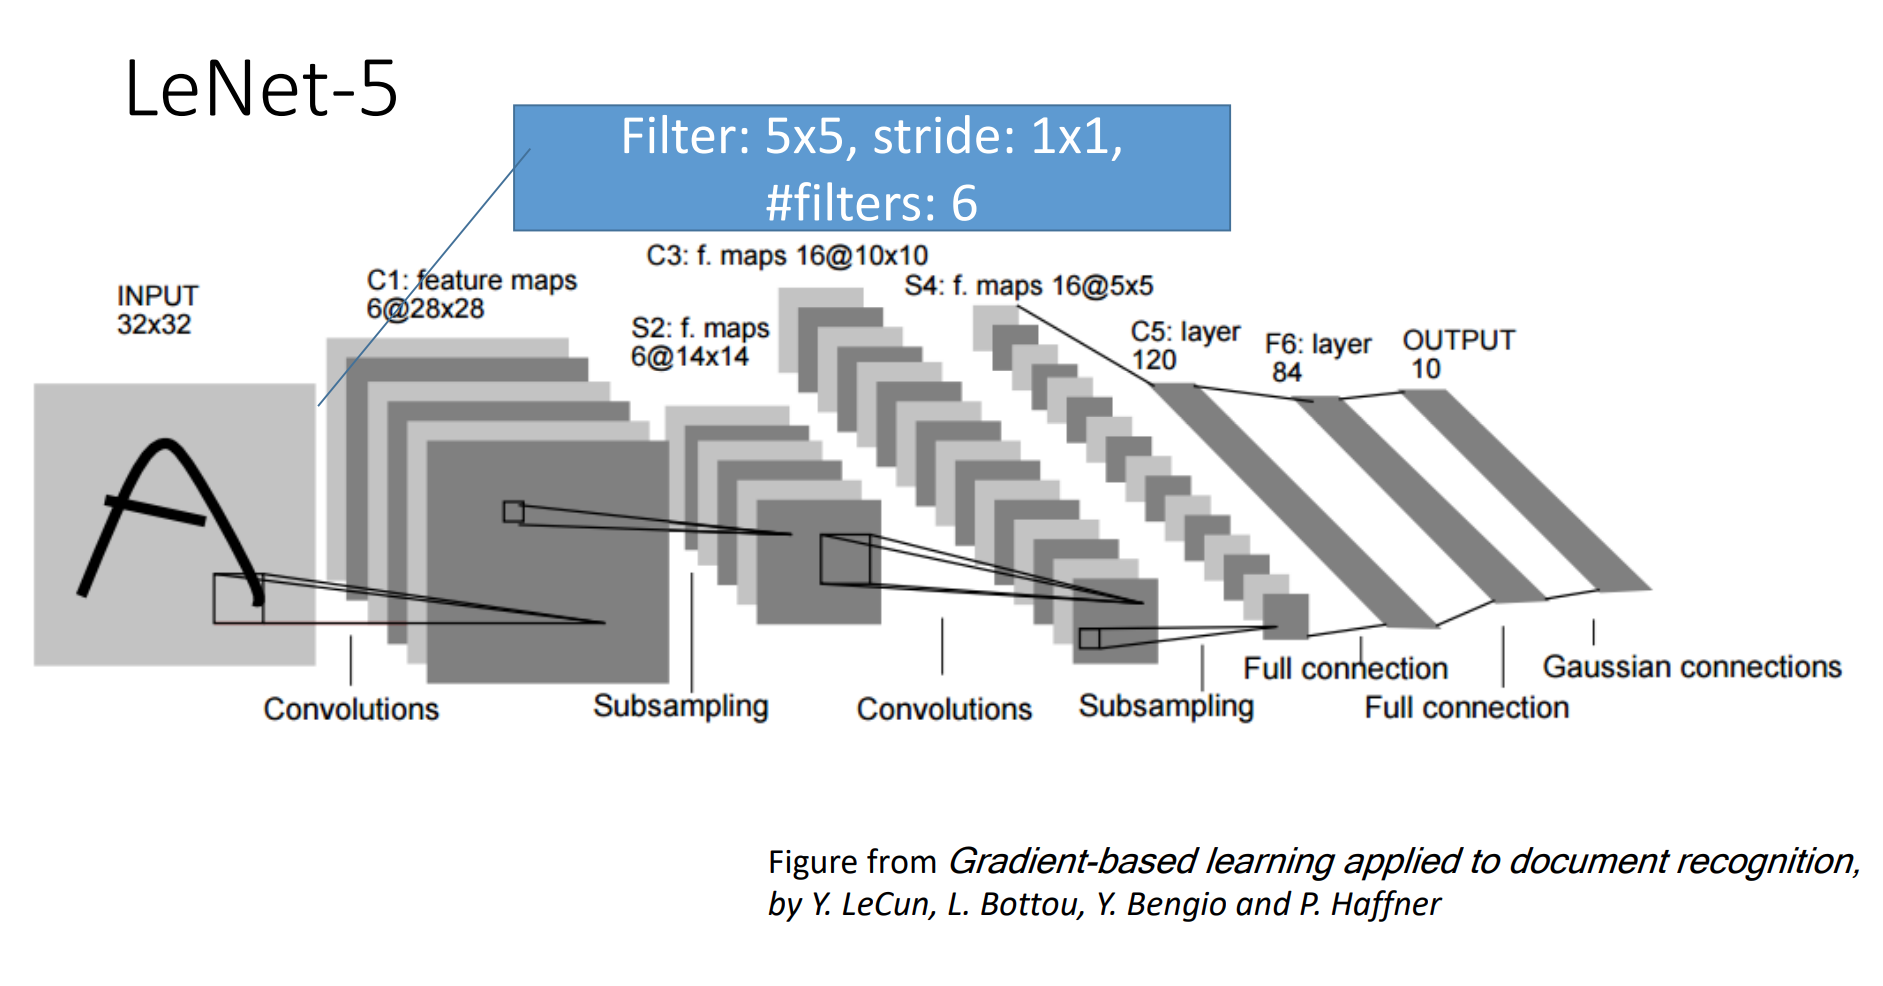 LeNet-5
Filter: 5x5, stride: 1x1,
#filters: 6
INPUT
32x32
C1: feature maps
6@28x28
S2: f. maps
6@14x14
C3: f. maps 16@10x10
S4: f. maps 16@5x5
C5: layer
120
F6: layer
84
OUTPUT
10
A
Convolutions
Subsampling
Convolutions
Subsampling
Full connection
Full connection
Gaussian connections
Figure from Gradient-based learning applied to document recognition,
by Y. LeCun, L. Bottou, Y. Bengio and P. Haffner